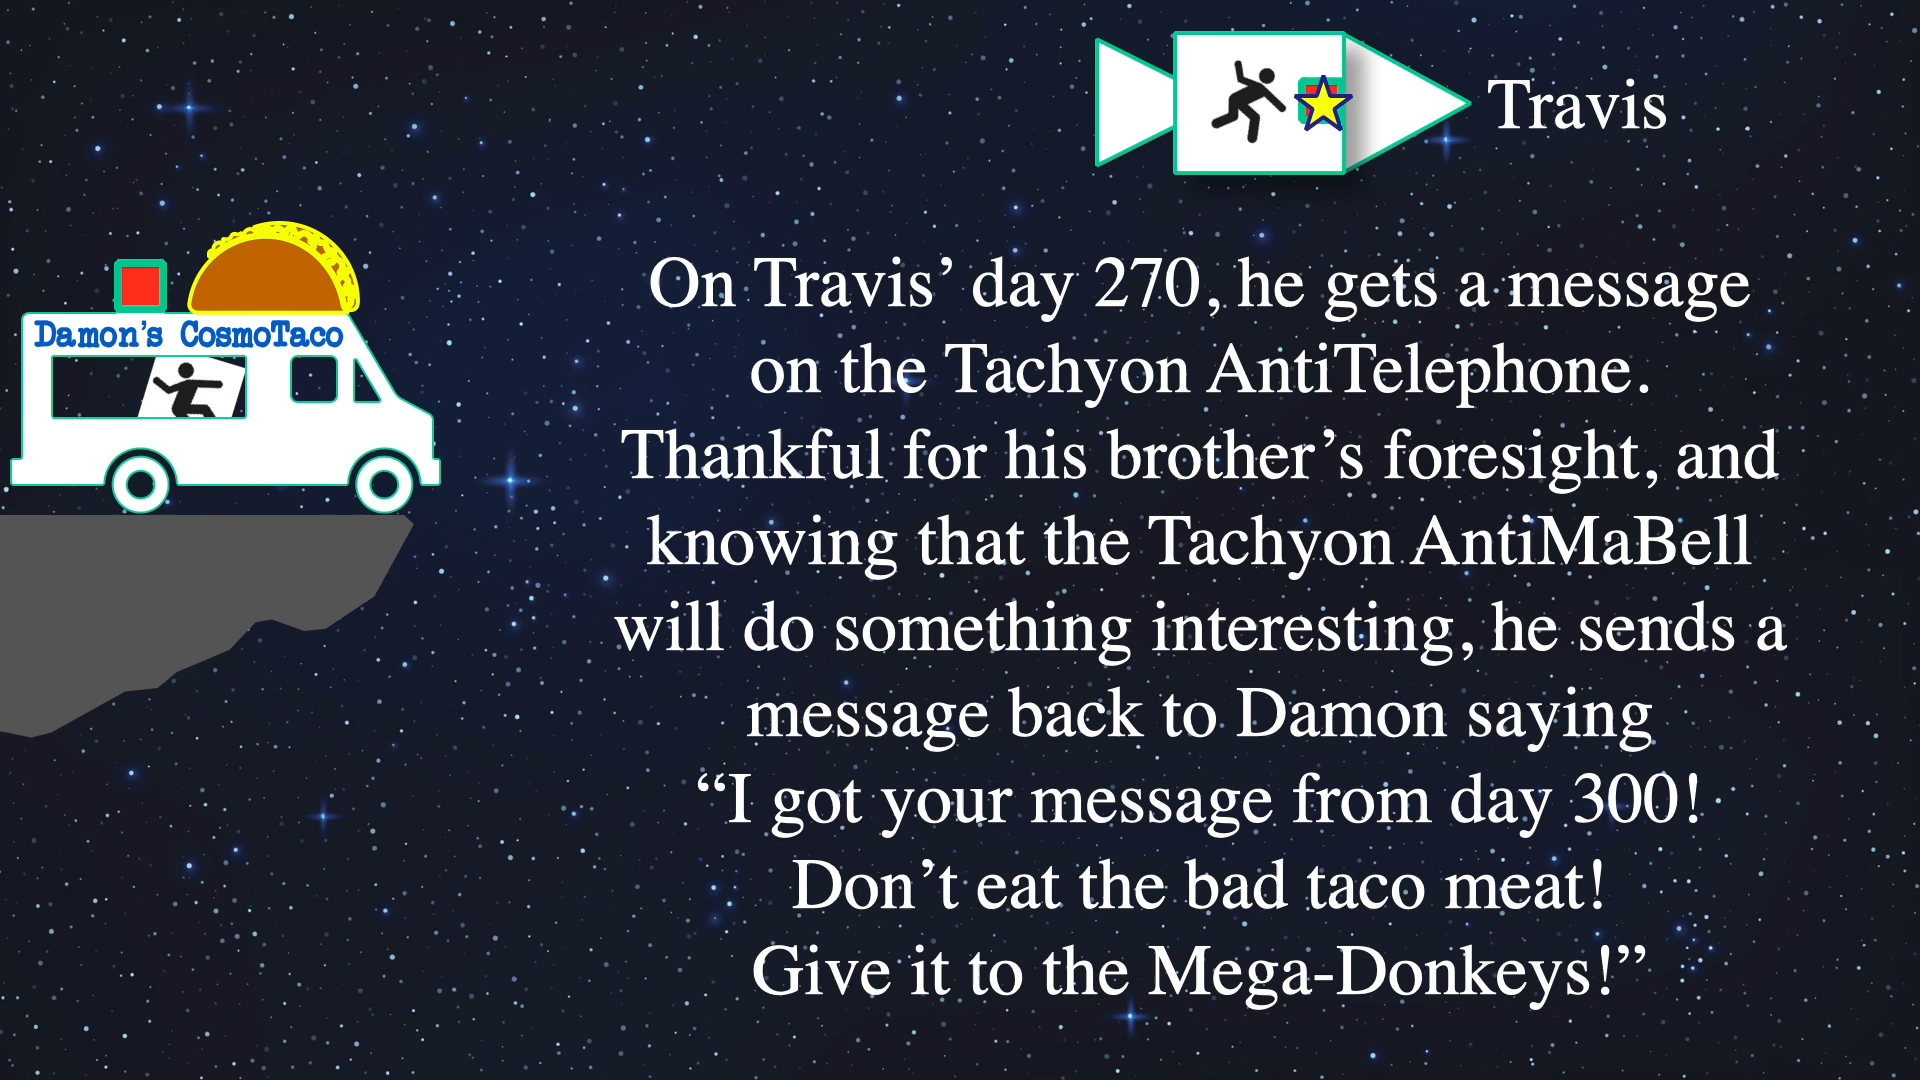 Travis
Damon’s CosmoTaco
On Travis’ day 270, he gets a message
on the Tachyon AntiTelephone.
Thankful for his brother’s foresight, and
knowing that the Tachyon AntiMaBell
will do something interesting, he sends a
message back to Damon saying
“I got your message from day 300!
Don’t eat the bad taco meat!
Give it to the Mega-Donkeys!”